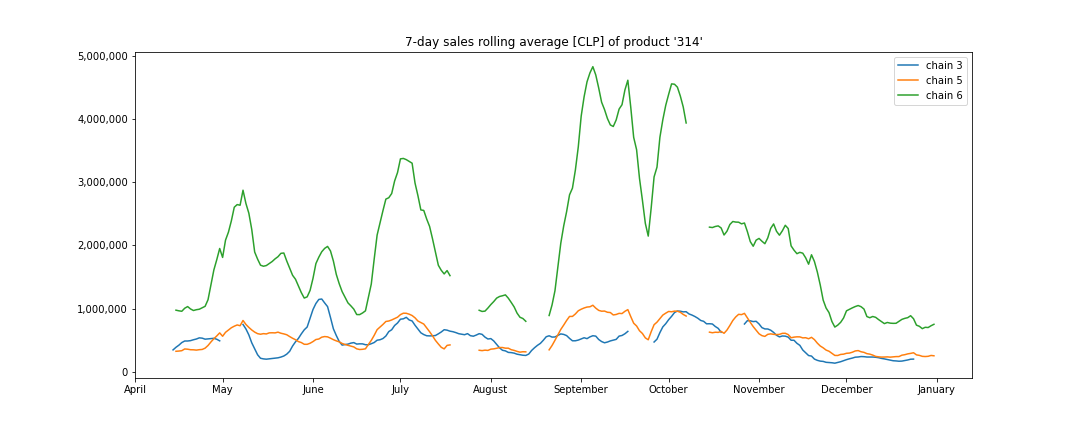 7-day sales rolling average [CLP] of product '314'
5,000,000
4,000,000
3,000,000
2,000,000
1,000,000
0
chain 3
chain 5
chain 6
April May June July August September October November December January